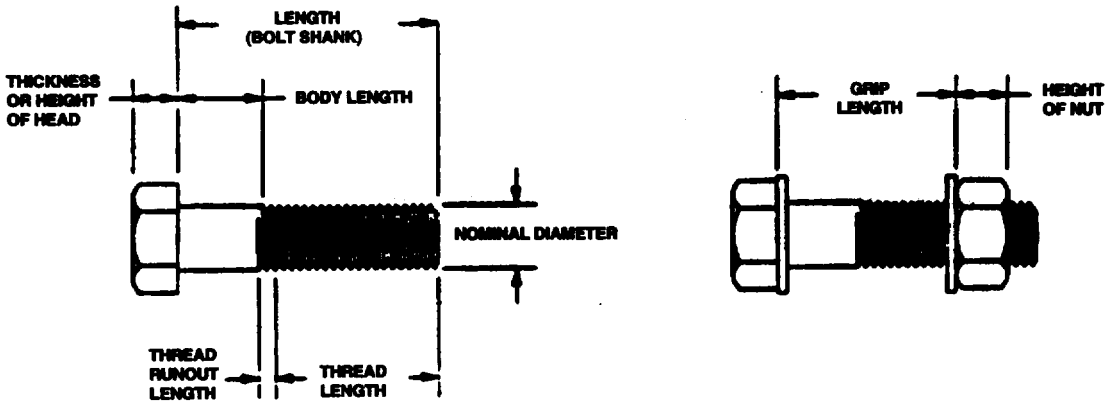 LENGTH
(BOLT SHANK)
THICKNESS
OR HEIGHT
OF HEAD
BODY LENGTH
NOMINAL DIAMETER
THREAD
RUNOUT
LENGTH
THREAD
LENGTH
GRIP
LENGTH
HEIGHT
OF NUT